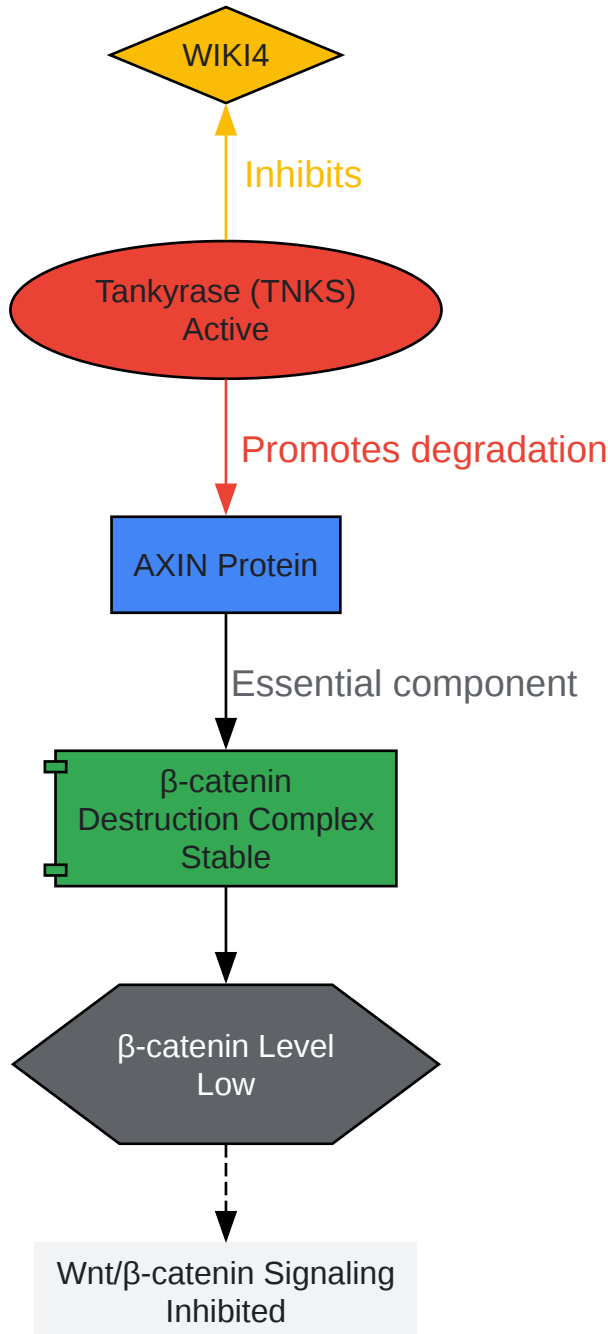 WIKI4
Inhibits
Tankyrase (TNKS)
Active
Promotes degradation
AXIN Protein
Essential component
β-catenin
Destruction Complex
Stable
β-catenin Level
Low
Wnt/β-catenin Signaling
Inhibited